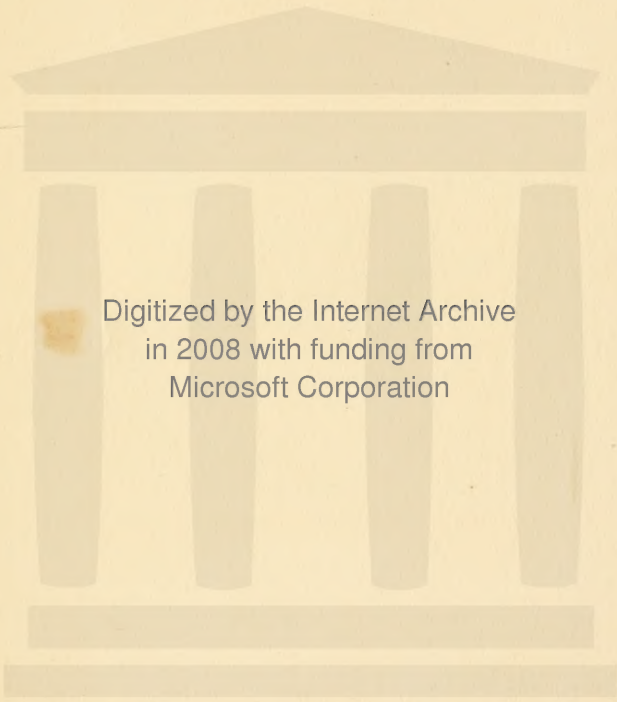 Digitized by the Internet Archive
in 2008 with funding from
Microsoft Corporation